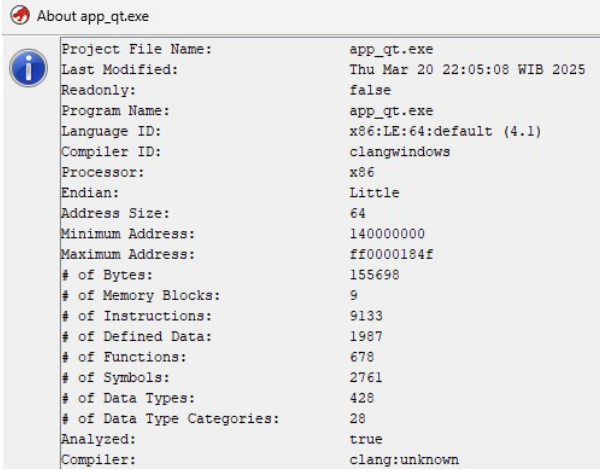 About app_qt.exe
Project File Name: app_qt.exe
Last Modified: Thu Mar 20 22:05:08 WIB 2025
Readonly: false
Program Name: app_qt.exe
Language ID: x86:LE:64:default (4.1)
Compiler ID: clangwindows
Processor: x86
Endian: Little
Address Size: 64
Minimum Address: 140000000
Maximum Address: ff0000184f
# of Bytes: 155698
# of Memory Blocks: 9
# of Instructions: 9133
# of Defined Data: 1987
# of Functions: 678
# of Symbols: 2761
# of Data Types: 428
# of Data Type Categories: 28
Analyzed: true
Compiler: clang:unknown